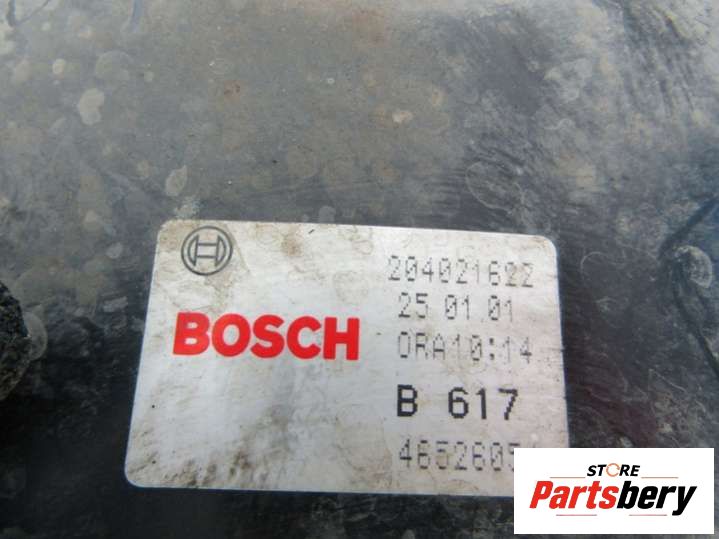 BOSCH
204021622
25 01 01
ORA10:14
B 617
STORE
Partsbery